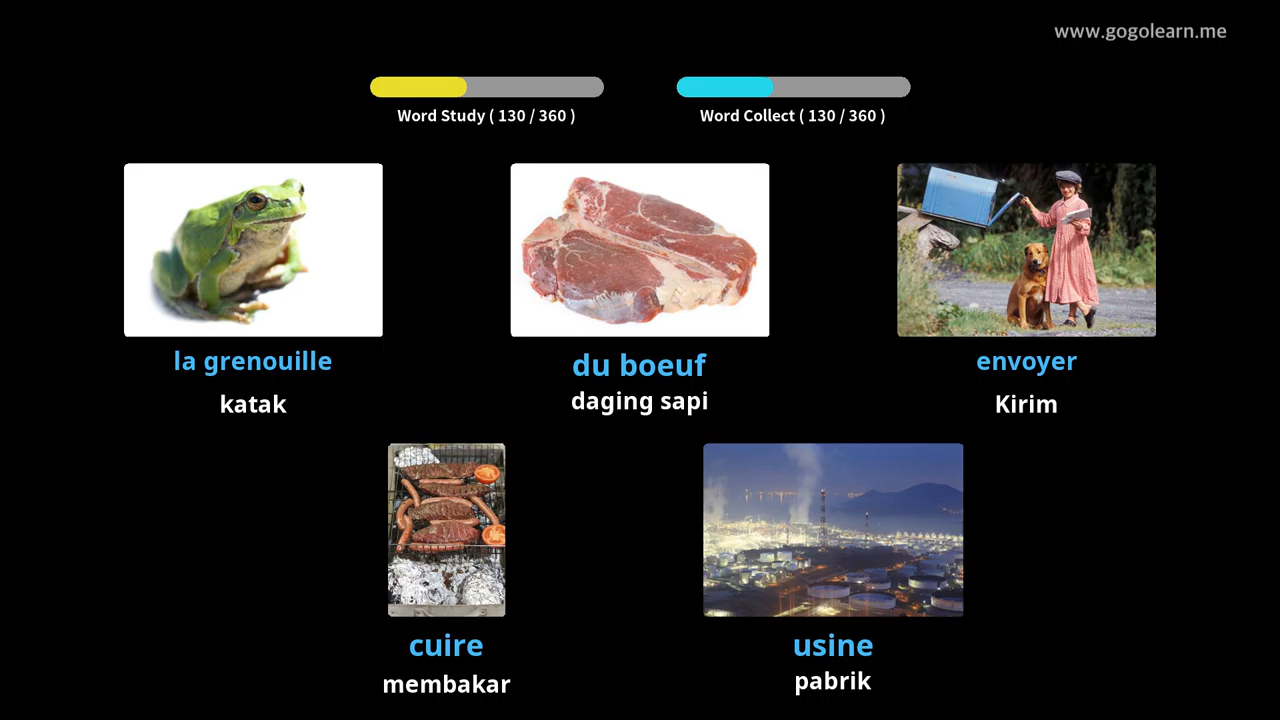 www.gogolearn.me
Word Study ( 130 / 360 )
Word Collect ( 130 / 360 )
la grenouille
katak
du boeuf
daging sapi
envoyer
Kirim
cuire
membakar
usine
pabrik